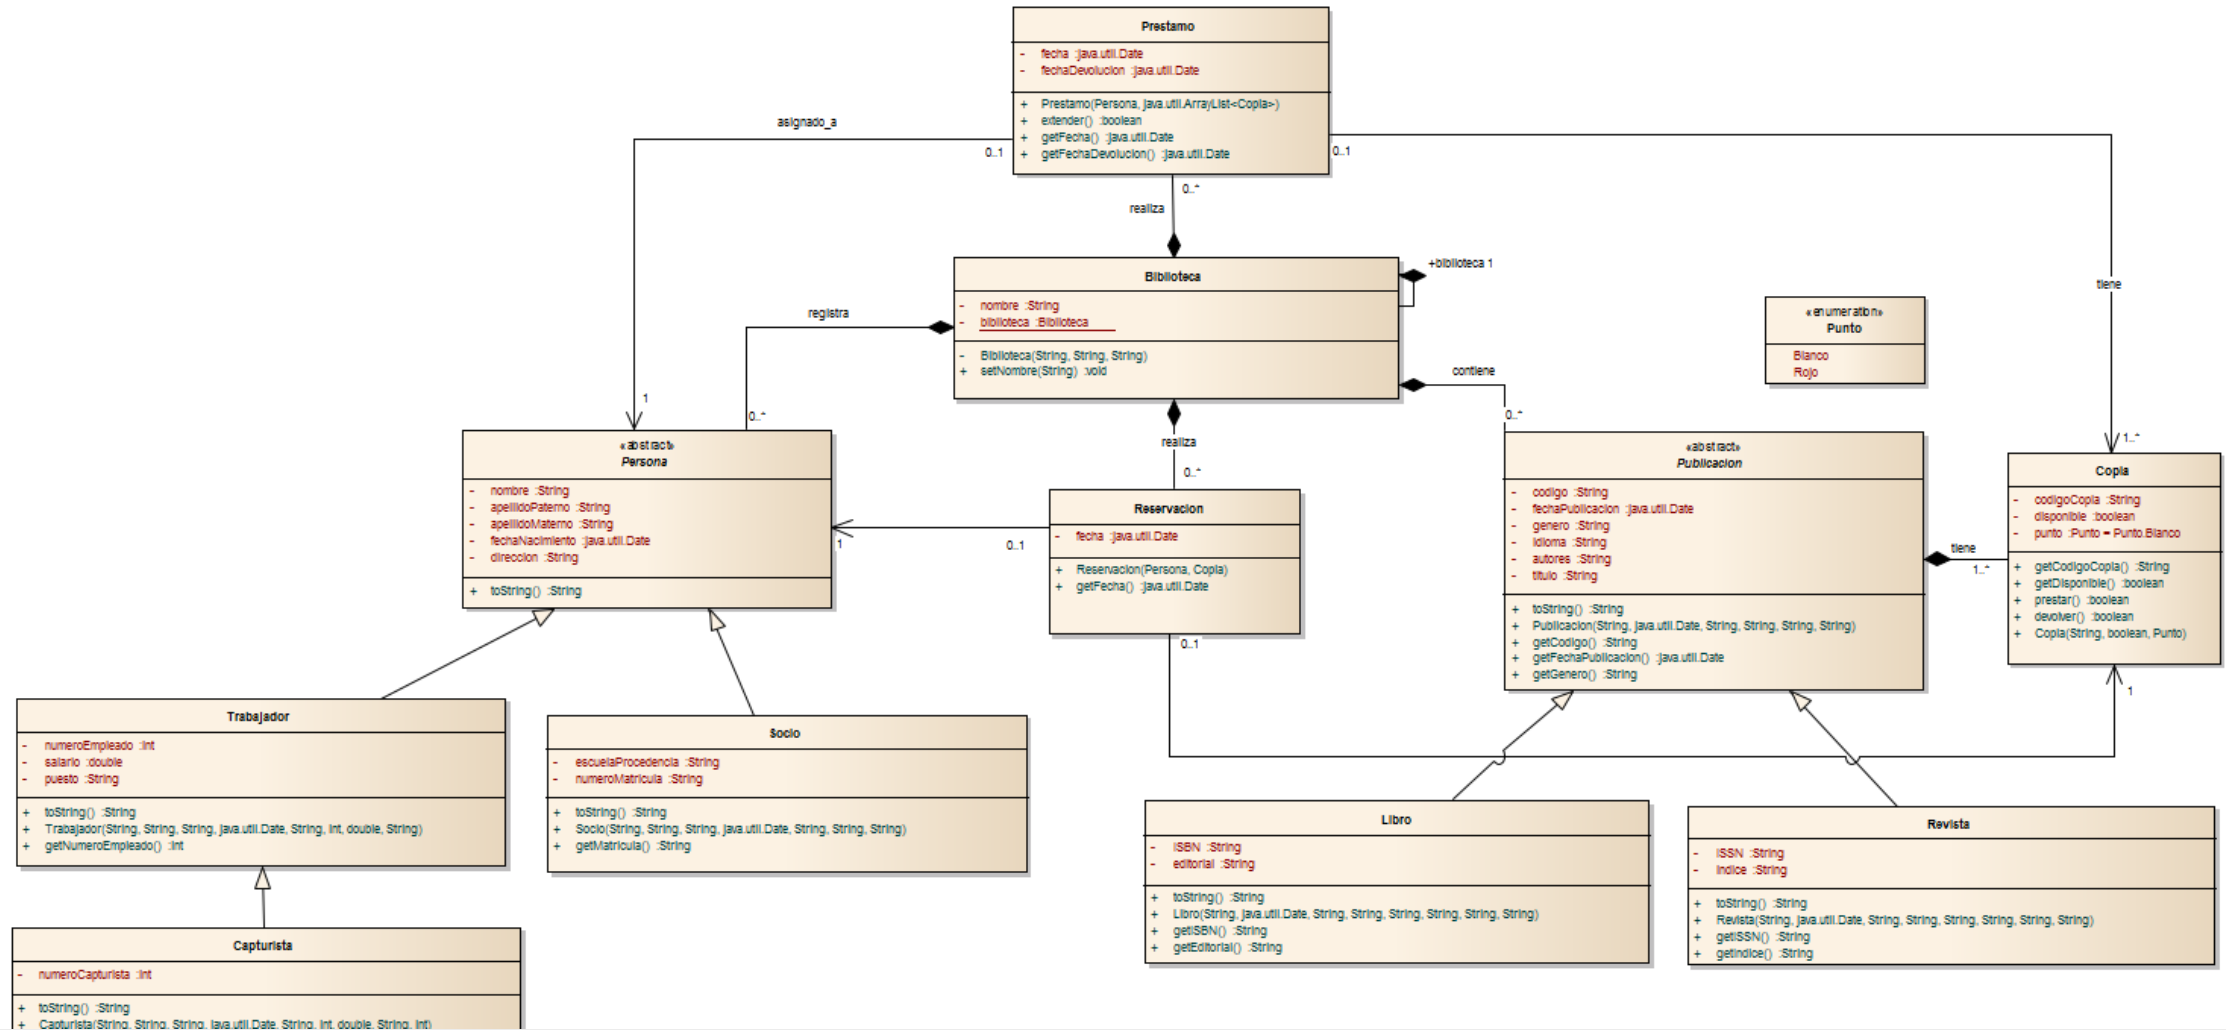 Prestamo
- fecha :java.util.Date
- fechaDevolucion :java.util.Date
+ Prestamo(Persona, java.util.ArrayList<Copia>)
+ extender() :boolean
+ getFecha() :java.util.Date
+ getFechaDevolucion() :java.util.Date
asignado_a
0..1
0..1
0..*
realiza
Biblioteca
- nombre :String
- biblioteca :Biblioteca
- Biblioteca(String, String, String)
+ setNombre(String) :void
+biblioteca 1
registra
contiene
tiene
«enumeration»
Punto
Blanco
Rojo
1
0..*
realiza
0..*
0..*
1..*
«abstract»
Persona
- nombre :String
- apellidoPaterno :String
- apellidoMaterno :String
- fechaNacimiento :java.util.Date
- direccion :String
+ toString() :String
1
0..1
Reservacion
- fecha :java.util.Date
+ Reservacion(Persona, Copia)
+ getFecha() :java.util.Date
0..1
«abstract»
Publicacion
- codigo :String
- fechaPublicacion :java.util.Date
- genero :String
- idioma :String
- autores :String
- titulo :String
+ toString() :String
+ Publicacion(String, java.util.Date, String, String, String, String)
+ getCodigo() :String
+ getFechaPublicacion() :java.util.Date
+ getGenero() :String
tiene
1..*
Copia
- codigoCopia :String
- disponible :boolean
- punto :Punto = Punto.Blanco
+ getCodigoCopia() :String
+ getDisponible() :boolean
+ prestar() :boolean
+ devolver() :boolean
+ Copia(String, boolean, Punto)
1
Trabajador
- numeroEmpleado :int
- salario :double
- puesto :String
+ toString() :String
+ Trabajador(String, String, String, java.util.Date, String, int, double, String)
+ getNumeroEmpleado() :int
Socio
- escuelaProcedencia :String
- numeroMatricula :String
+ toString() :String
+ Socio(String, String, String, java.util.Date, String, String, String)
+ getMatricula() :String
Libro
- ISBN :String
- editorial :String
+ toString() :String
+ Libro(String, java.util.Date, String, String, String, String, String, String)
+ getISBN() :String
+ getEditorial() :String
Revista
- ISSN :String
- indice :String
+ toString() :String
+ Revista(String, java.util.Date, String, String, String, String, String, String)
+ getISSN() :String
+ getIndice() :String
Capturista
- numeroCapturista :int
+ toString() :String
+ Capturista(String, String, String, java.util.Date, String, int, double, String, int)